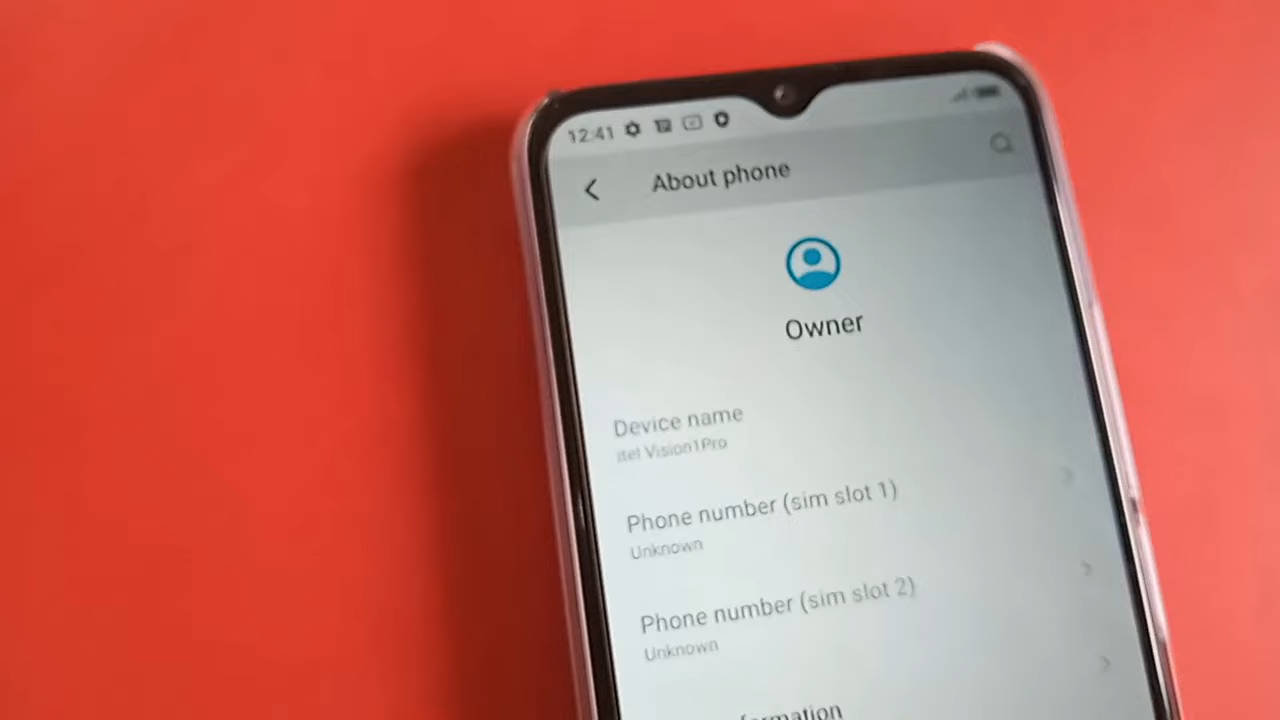 12:41
About phone
Owner
Device name
itel Vision1Pro
Phone number (sim slot 1)
Unknown
Phone number (sim slot 2)
Unknown